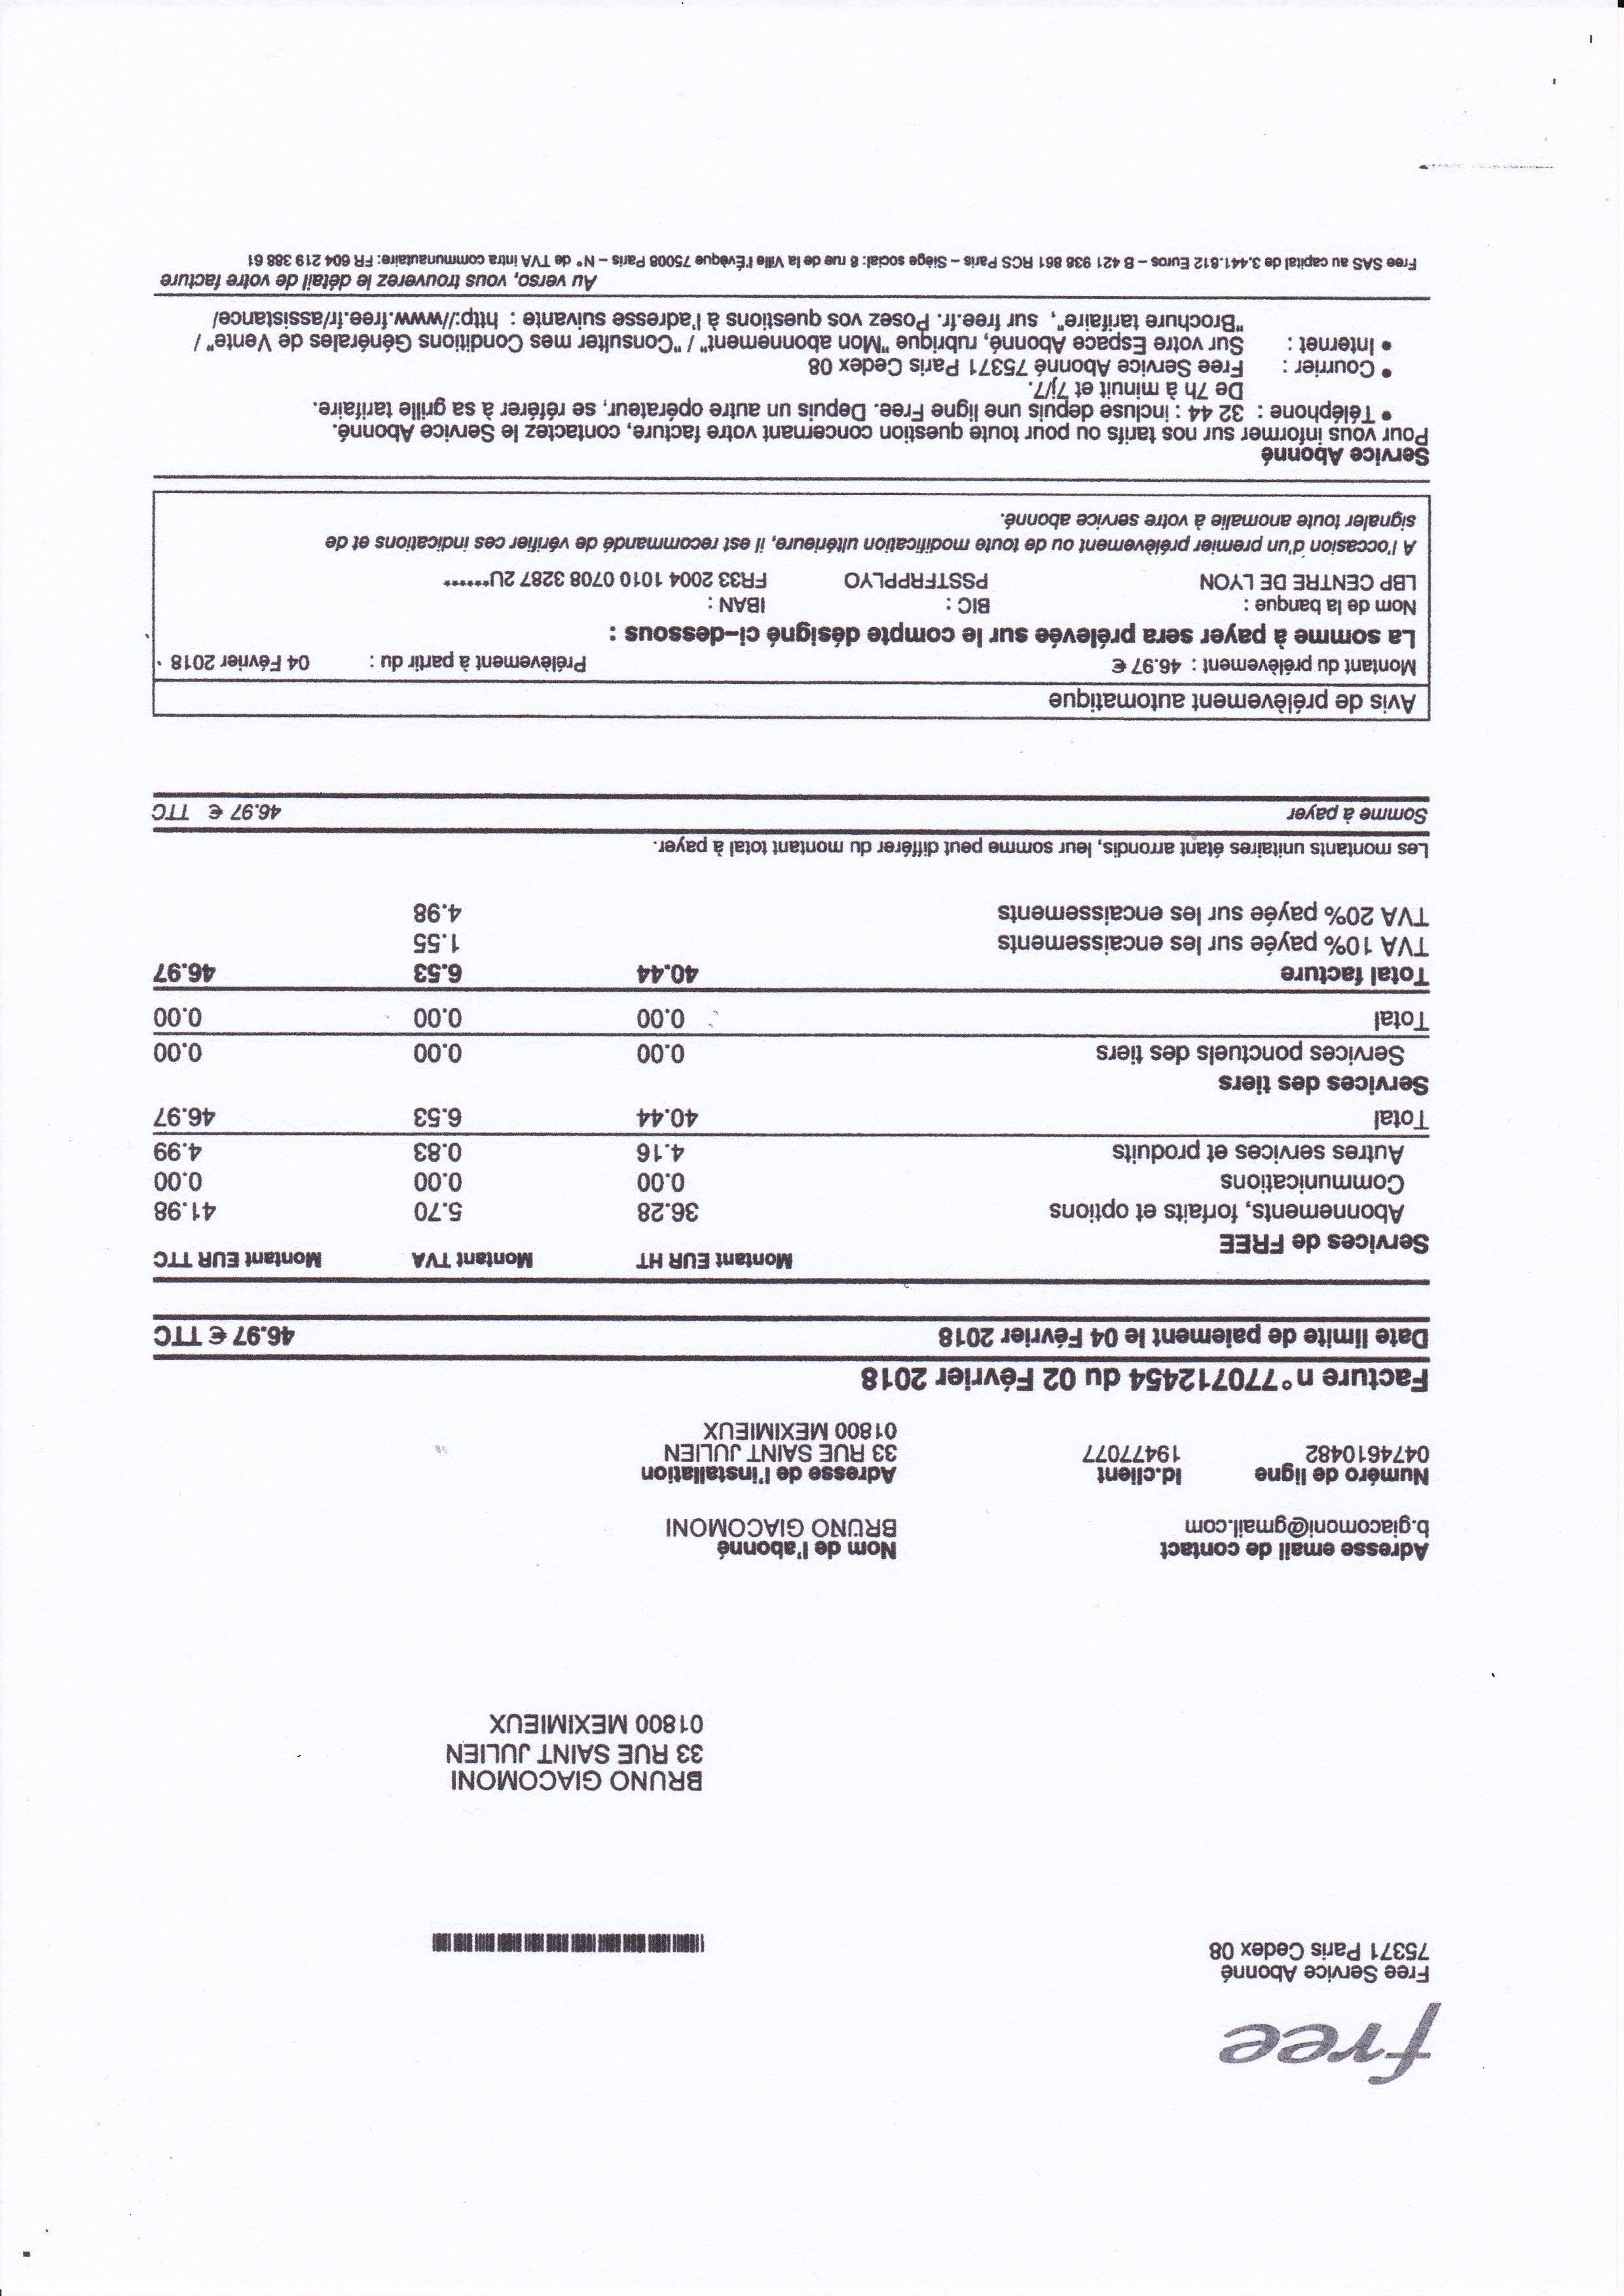 free
Free Service Abonné
75371 Paris Cedex 08
BRUNO GIACOMONI
33 RUE SAINT JULIEN
01800 MEXIMIEUX
Adresse email de contact Nom de l'abonné
b.giacomoni@gmail.com BRUNO GIACOMONI
Numéro de ligne Id.client Adresse de l'installation
0474610482 19477077 33 RUE SAINT JULIEN
01800 MEXIMIEUX
Facture n°770712454 du 02 Février 2018
Date limite de paiement le 04 Février 2018 46.97 € TTC
Montant EUR HT Montant TVA Montant EUR TTC
Services de FREE
Abonnements, forfaits et options 36.28 5.70 41.98
Communications 0.00 0.00 0.00
Autres services et produits 4.16 0.83 4.99
Total 40.44 6.53 46.97
Services des tiers
Services ponctuels des tiers 0.00 0.00 0.00
Total 0.00 0.00 0.00
Total facture 40.44 6.53 46.97
TVA 10% payée sur les encaissements 1.55
TVA 20% payée sur les encaissements 4.98
Les montants unitaires étant arrondis, leur somme peut différer du montant total à payer.
Somme à payer 46.97 € TTC
Avis de prélèvement automatique
Montant du prélèvement : 46.97 € Prélèvement à partir du : 04 Février 2018
La somme à payer sera prélevée sur le compte désigné ci-dessous :
Nom de la banque : BIC : IBAN :
LBP CENTRE DE LYON PSSTFRPPLYO FR33 2004 1010 0708 3287 2U******
A l'occasion d'un premier prélèvement ou de toute modification ultérieure, il est recommandé de vérifier ces indications et de
signaler toute anomalie à votre service abonné.
Service Abonné
Pour vous informer sur nos tarifs ou pour toute question concernant votre facture, contactez le Service Abonné.
• Téléphone : 32 44 : incluse depuis une ligne Free. Depuis un autre opérateur, se référer à sa grille tarifaire.
De 7h à minuit et 7j/7.
• Courrier : Free Service Abonné 75371 Paris Cedex 08
• Internet : Sur votre Espace Abonné, rubrique "Mon abonnement" / "Consulter mes Conditions Générales de Vente" /
"Brochure tarifaire", sur free.fr. Posez vos questions à l'adresse suivante : http://www.free.fr/assistance/
Au verso, vous trouverez le détail de votre facture
Free SAS au capital de 3.441.812 Euros – B 421 938 861 RCS Paris – Siège social: 8 rue de la Ville l'Évèque 75008 Paris – N° de TVA intra communautaire: FR 604 219 388 61